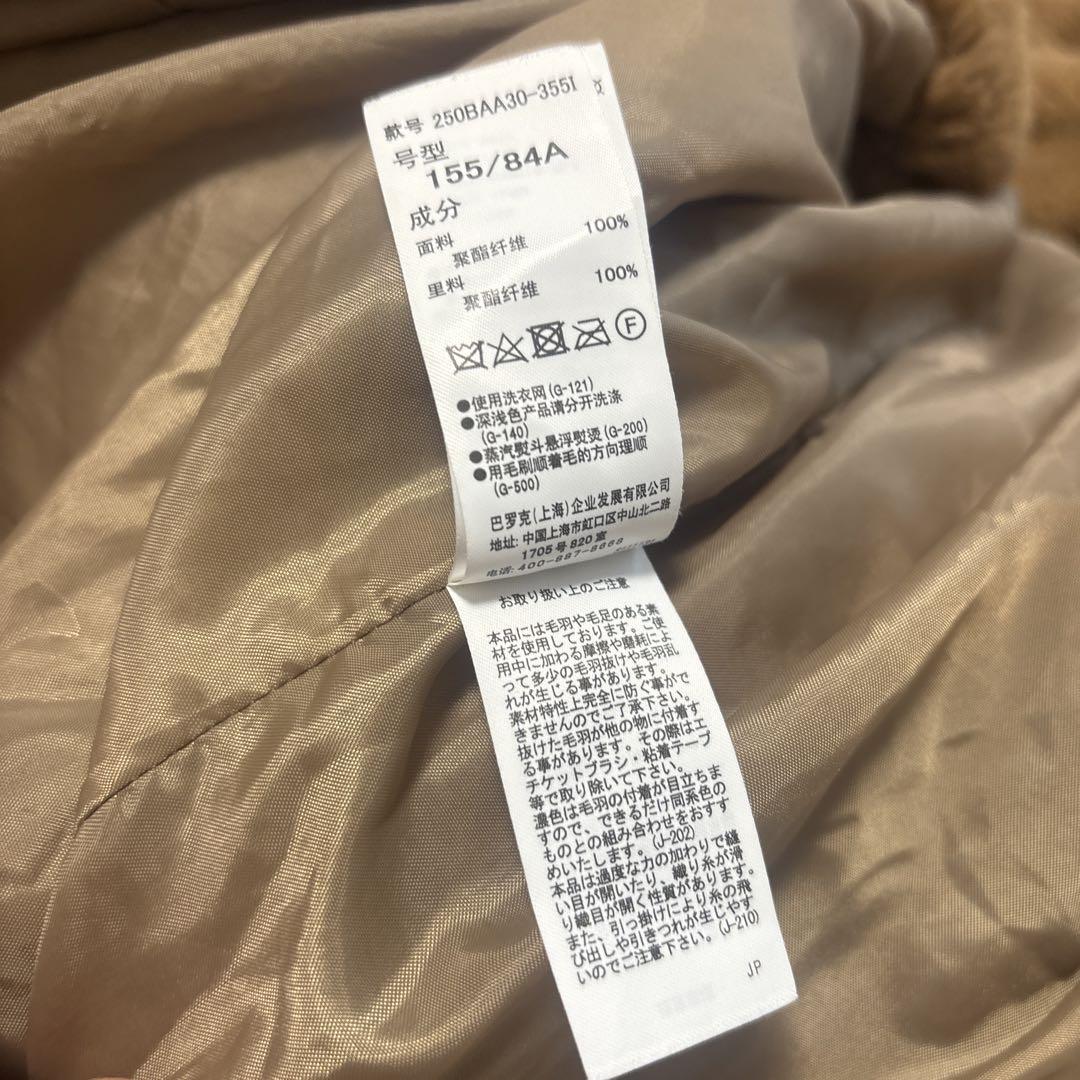 款号 250BAA30-355I
号型
155/84A
成分
面料 100%
聚酯纤维
里料 100%
聚酯纤维
F
●使用洗衣网(G-121)
●深浅色产品请分开洗涤
(G-140)
●蒸汽熨斗悬浮熨烫(G-200)
●用毛刷顺着毛的方向理顺
(G-500)
巴罗克(上海)企业发展有限公司
地址: 中国上海市虹口区中山北二路
1705号820室
电话: 400-887-8668
お取り扱い上のご注意
本品には毛羽や毛足のある素
材を使用しております。ご使
用中に加わる摩擦や磨耗によ
って多少の毛羽抜けや毛羽乱
れが生じる事があります。
素材特性上完全に防ぐ事がで
きませんのでご了承下さい。
抜けた毛羽が他の物に付着す
る事があります。その際はエ
チケットブラシ・粘着テープ
等で取り除いて下さい。
濃色は毛羽の付着が目立ちま
すので、できるだけ同系色の
ものとの組み合わせをおすす
めいたします。(J-202)
本品は過度な力の加わりで縫
い目が開いたり、織り糸が滑
り織目が開く性質があります。
また、引っ掛けにより糸の飛
び出しや引きつれが生じやす
いのでご注意下さい。(J-210)
JP